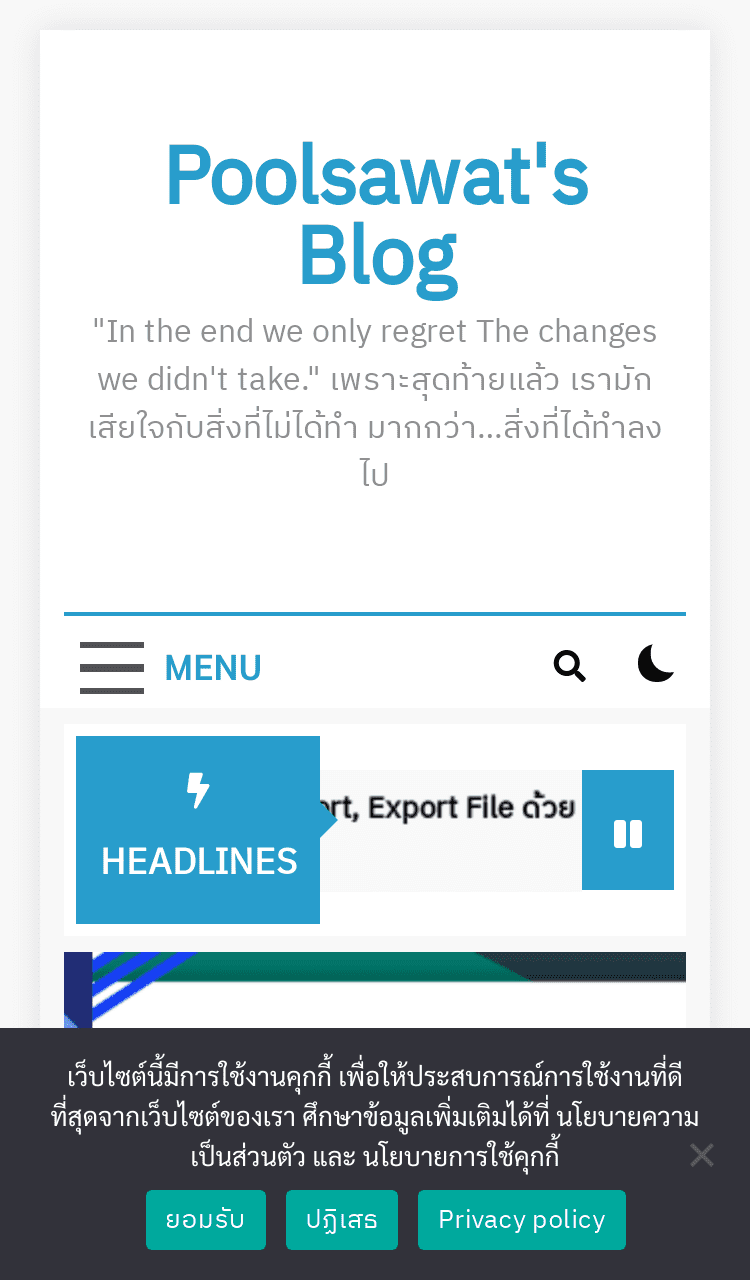 Poolsawat's
Blog
"In the end we only regret The changes
we didn't take." เพราะสุดท้ายแล้ว เรามัก
เสียใจกับสิ่งที่ไม่ได้ทำ มากกว่า...สิ่งที่ได้ทำลง
ไป
MENU
HEADLINES
Export File ด้วย
เว็บไซต์นี้มีการใช้งานคุกกี้ เพื่อให้ประสบการณ์การใช้งานที่ดี
ที่สุดจากเว็บไซต์ของเรา ศึกษาข้อมูลเพิ่มเติมได้ที่ นโยบายความ
เป็นส่วนตัว และ นโยบายการใช้คุกกี้
ยอมรับ ปฏิเสธ Privacy policy